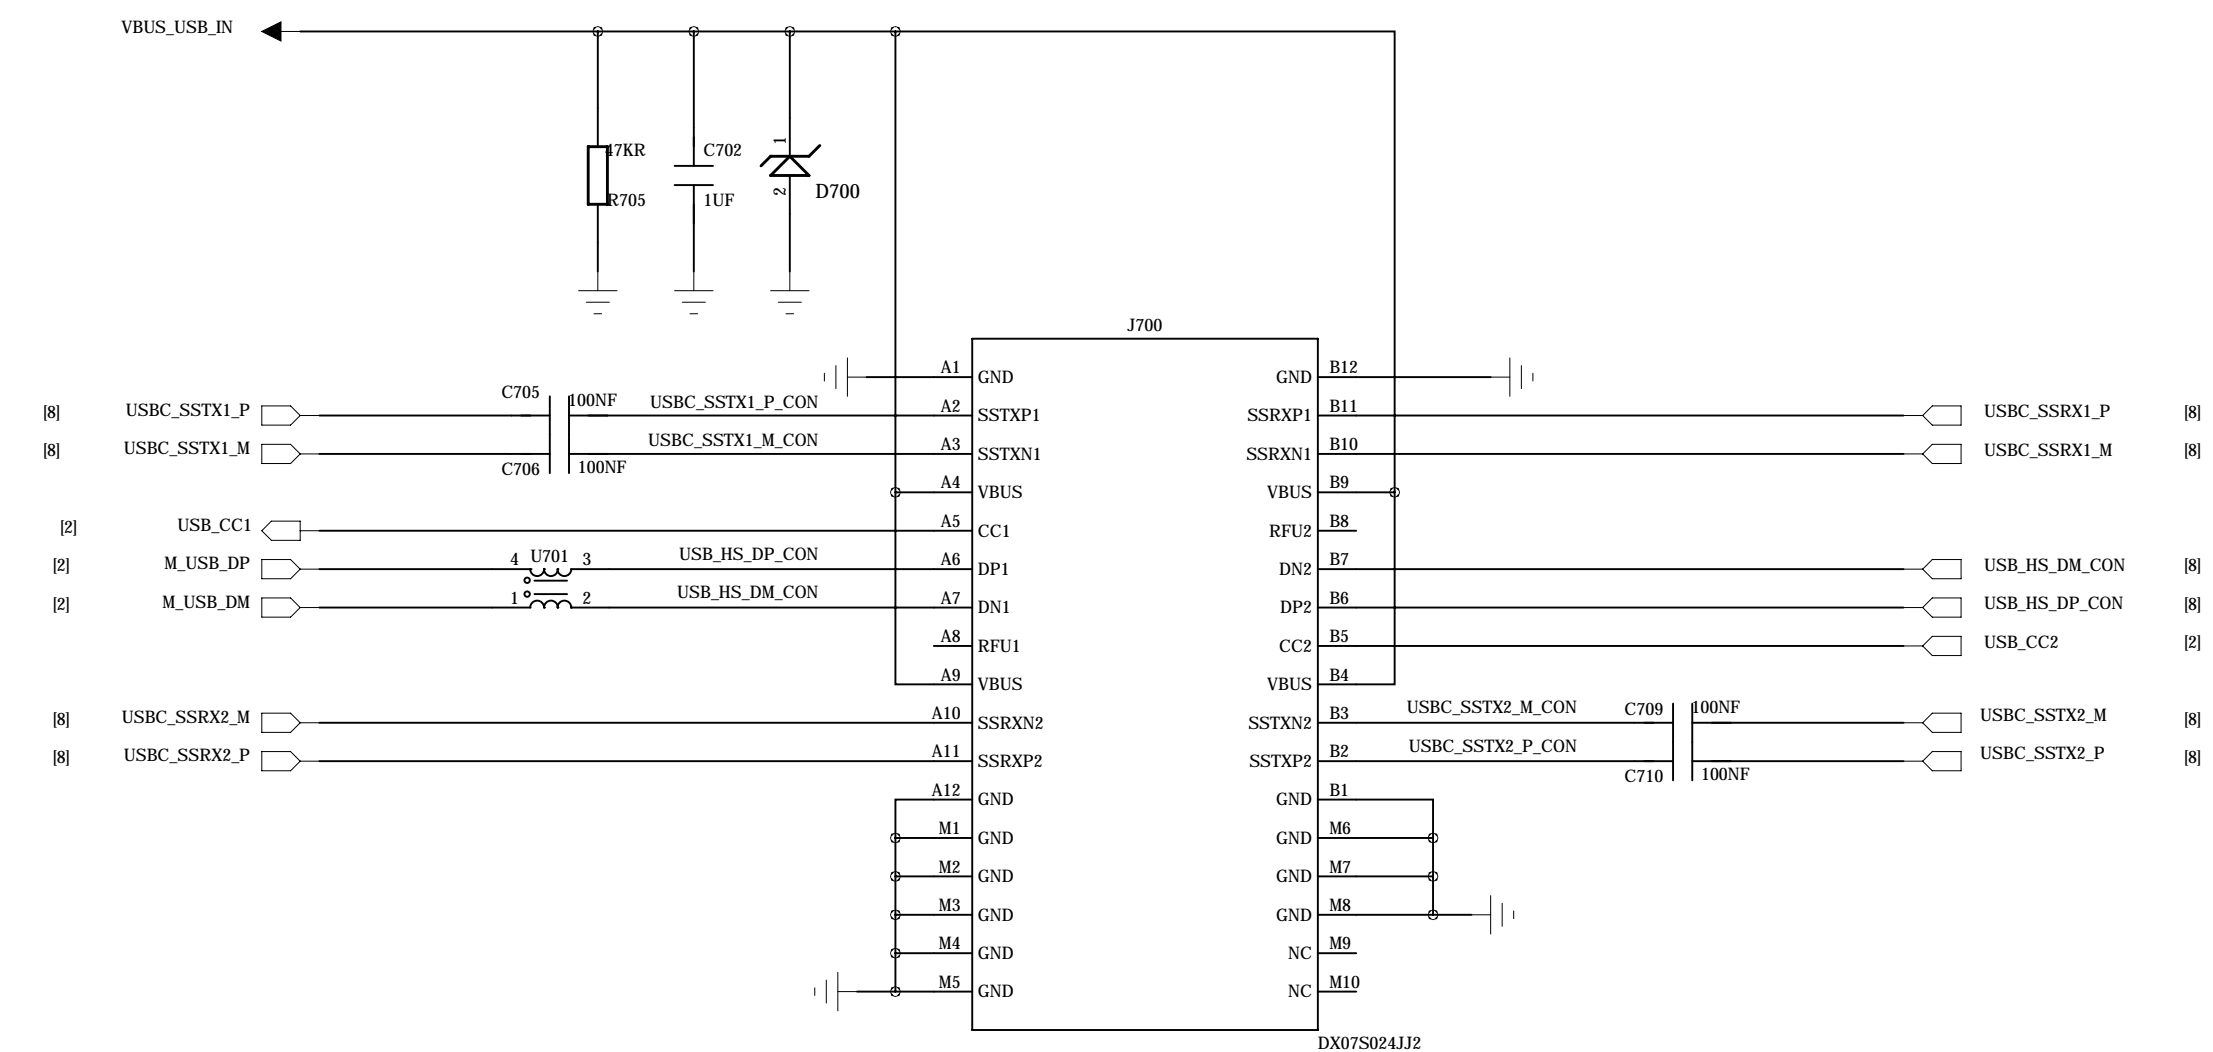 VBUS_USB_IN
1
47KR
C702
2
D700
R705
1UF
J700
A1
GND
GND
B12
[8]
USBC_SSTX1_P
C705
100NF
USBC_SSTX1_P_CON
A2
SSTXP1
SSRXP1
B11
USBC_SSRX1_P
[8]
[8]
USBC_SSTX1_M
C706
100NF
USBC_SSTX1_M_CON
A3
SSTXN1
SSRXN1
B10
USBC_SSRX1_M
[8]
A4
VBUS
VBUS
B9
[2]
USB_CC1
A5
CC1
RFU2
B8
[2]
M_USB_DP
4
U701
3
USB_HS_DP_CON
A6
DP1
DN2
B7
USB_HS_DM_CON
[8]
[2]
M_USB_DM
1
2
USB_HS_DM_CON
A7
DN1
DP2
B6
USB_HS_DP_CON
[8]
A8
RFU1
CC2
B5
USB_CC2
[2]
A9
VBUS
VBUS
B4
[8]
USBC_SSRX2_M
A10
SSRXN2
SSTXN2
B3
USBC_SSTX2_M_CON
C709
100NF
USBC_SSTX2_M
[8]
[8]
USBC_SSRX2_P
A11
SSRXP2
SSTXP2
B2
USBC_SSTX2_P_CON
C710
100NF
USBC_SSTX2_P
[8]
A12
GND
GND
B1
M1
GND
GND
M6
M2
GND
GND
M7
M3
GND
GND
M8
M4
GND
NC
M9
M5
GND
NC
M10
DX07S024JJ2